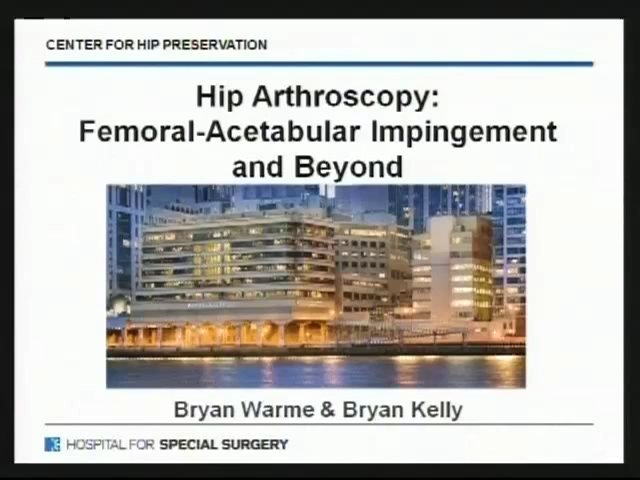 CENTER FOR HIP PRESERVATION
Hip Arthroscopy:
Femoral-Acetabular Impingement
and Beyond
Bryan Warme & Bryan Kelly
HOSPITAL FOR SPECIAL SURGERY